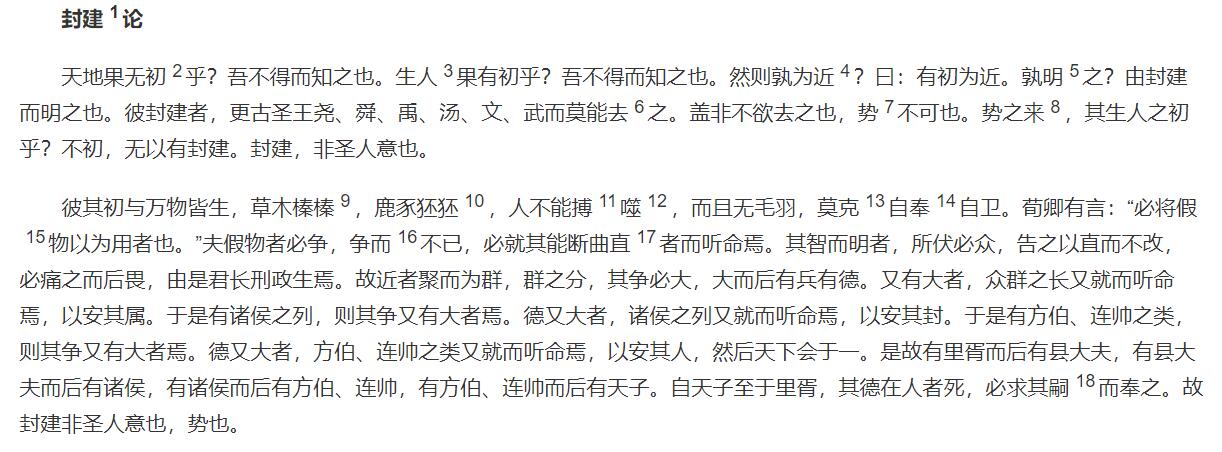 封建 1论
天地果无初 2乎？吾不得而知之也。生人 3果有初乎？吾不得而知之也。然则孰为近 4？曰：有初为近。孰明 5之？由封建
而明之也。彼封建者，更古圣王尧、舜、禹、汤、文、武而莫能去 6之。盖非不欲去之也，势 7不可也。势之来 8，其生人之初
乎？不初，无以有封建。封建，非圣人意也。
彼其初与万物皆生，草木榛榛 9，鹿豕狉狉 10，人不能搏 11噬 12，而且无毛羽，莫克 13自奉 14自卫。荀卿有言：“必将假
15物以为用者也。”夫假物者必争，争而 16不已，必就其能断曲直 17者而听命焉。其智而明者，所伏必众，告之以直而不改，
必痛之而后畏，由是君长刑政生焉。故近者聚而为群，群之分，其争必大，大而后有兵有德。又有大者，众群之长又就而听命
焉，以安其属。于是有诸侯之列，则其争又有大者焉。德又大者，诸侯之列又就而听命焉，以安其封。于是有方伯、连帅之类，
则其争又有大者焉。德又大者，方伯、连帅之类又就而听命焉，以安其人，然后天下会于一。是故有里胥而后有县大夫，有县大
夫而后有诸侯，有诸侯而后有方伯、连帅，有方伯、连帅而后有天子。自天子至于里胥，其德在人者死，必求其嗣 18而奉之。故
封建非圣人意也，势也。